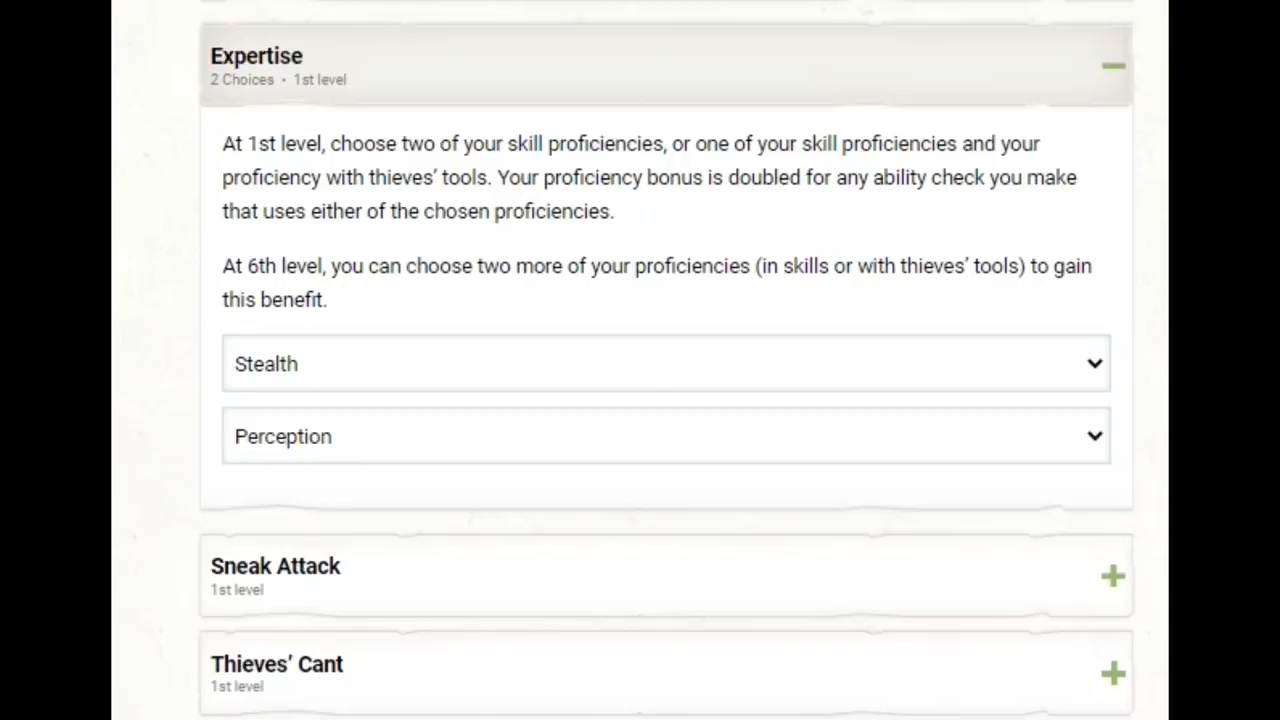 Expertise
2 Choices • 1st level
At 1st level, choose two of your skill proficiencies, or one of your skill proficiencies and your
proficiency with thieves’ tools. Your proficiency bonus is doubled for any ability check you make
that uses either of the chosen proficiencies.
At 6th level, you can choose two more of your proficiencies (in skills or with thieves’ tools) to gain
this benefit.
Stealth
Perception
Sneak Attack
1st level
Thieves’ Cant
1st level